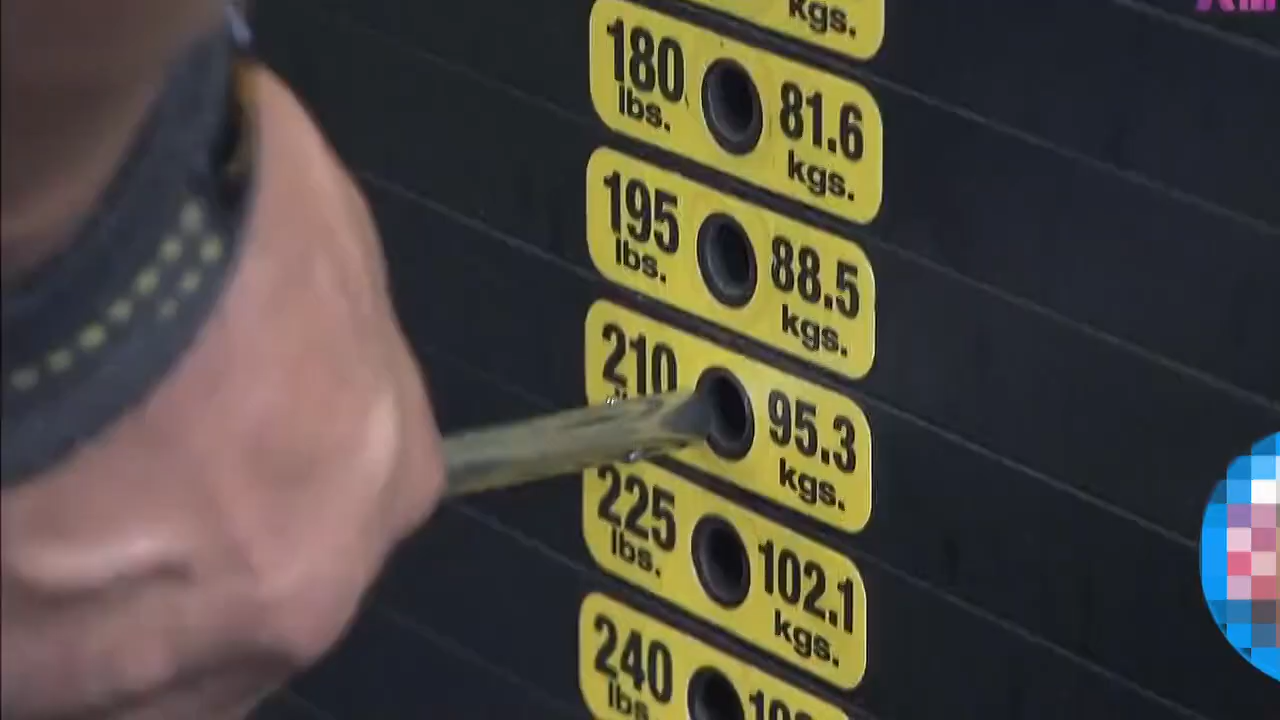 kgs.
180 81.6
lbs. kgs.
195 88.5
lbs. kgs.
210 95.3
kgs.
225 102.1
lbs. kgs.
240
lbs.